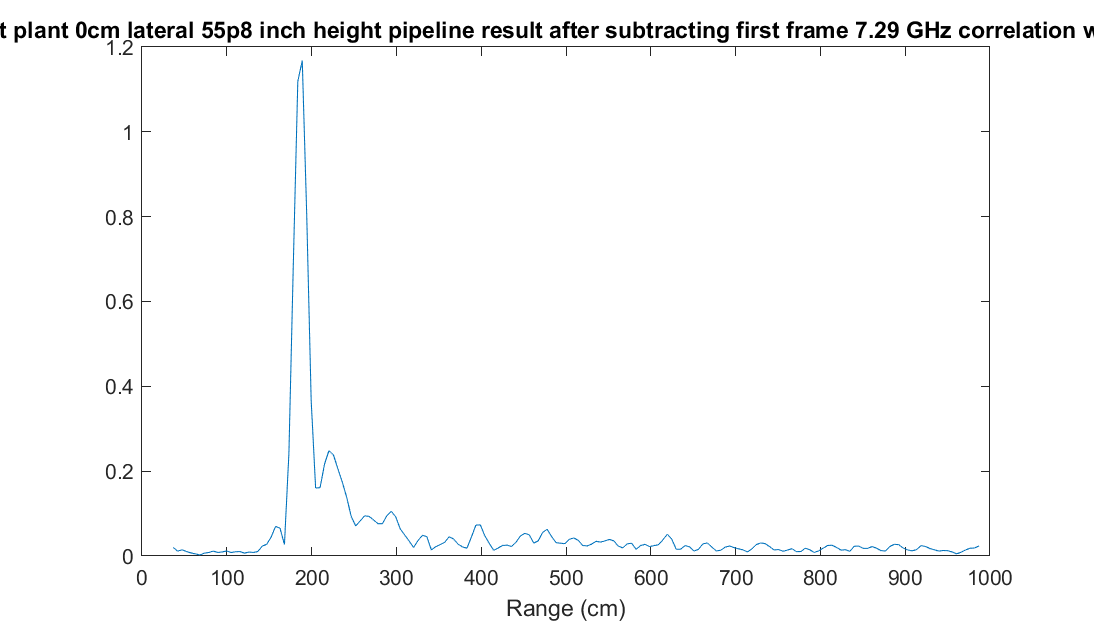 t plant 0cm lateral 55p8 inch height pipeline result after subtracting first frame 7.29 GHz correlation w
1.2
1
0.8
0.6
0.4
0.2
0
0 100 200 300 400 500 600 700 800 900 1000
Range (cm)